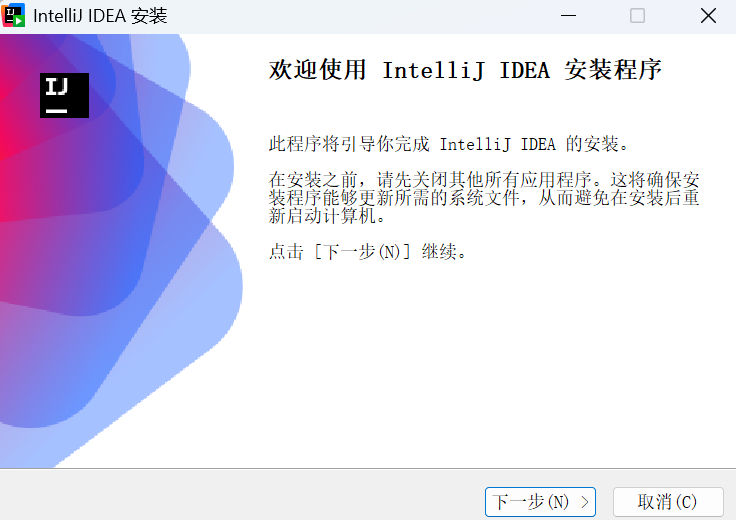 IntelliJ IDEA 安装
IJ
欢迎使用 IntelliJ IDEA 安装程序
此程序将引导你完成 IntelliJ IDEA 的安装。
在安装之前，请先关闭其他所有应用程序。这将确保安
装程序能够更新所需的系统文件，从而避免在安装后重
新启动计算机。
点击 [下一步(N)] 继续。
下一步(N) >
取消(C)